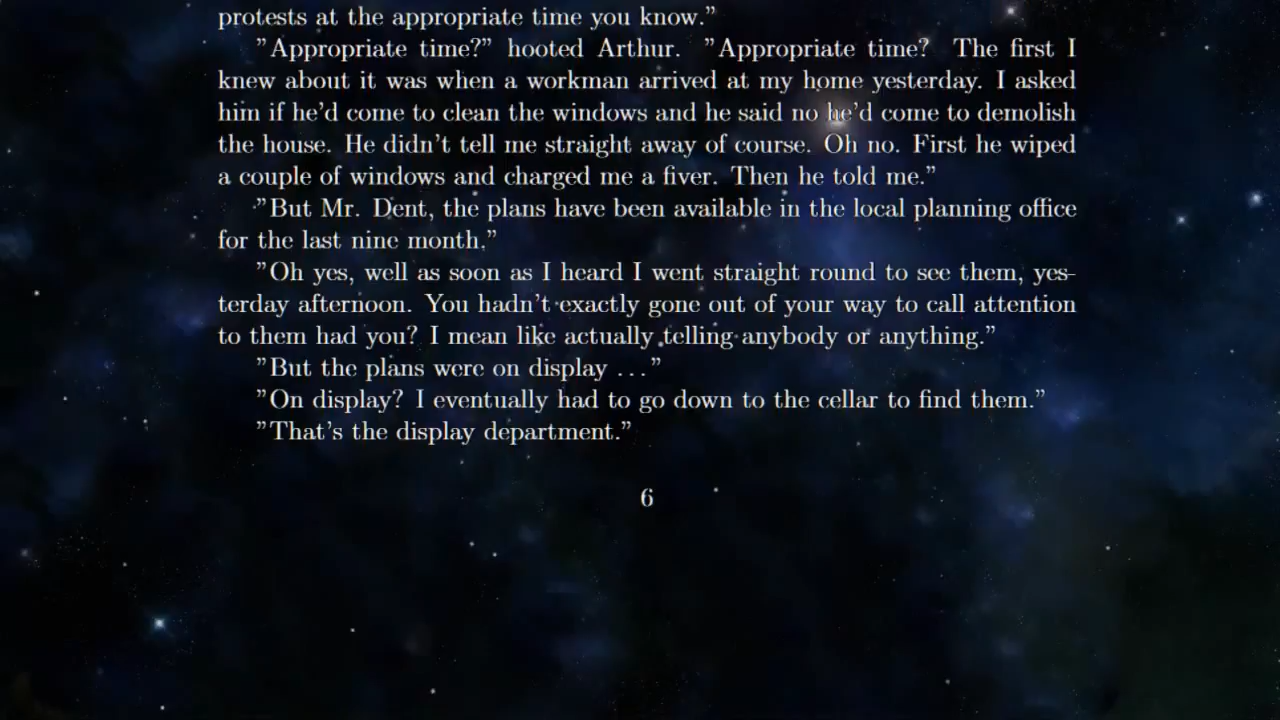 protests at the appropriate time you know.”
”Appropriate time?” hooted Arthur. ”Appropriate time? The first I
knew about it was when a workman arrived at my home yesterday. I asked
him if he’d come to clean the windows and he said no he’d come to demolish
the house. He didn’t tell me straight away of course. Oh no. First he wiped
a couple of windows and charged me a fiver. Then he told me.”
”But Mr. Dent, the plans have been available in the local planning office
for the last nine month.”
”Oh yes, well as soon as I heard I went straight round to see them, yes-
terday afternoon. You hadn’t exactly gone out of your way to call attention
to them had you? I mean like actually telling anybody or anything.”
”But the plans were on display ...”
”On display? I eventually had to go down to the cellar to find them.”
”That’s the display department.”
6